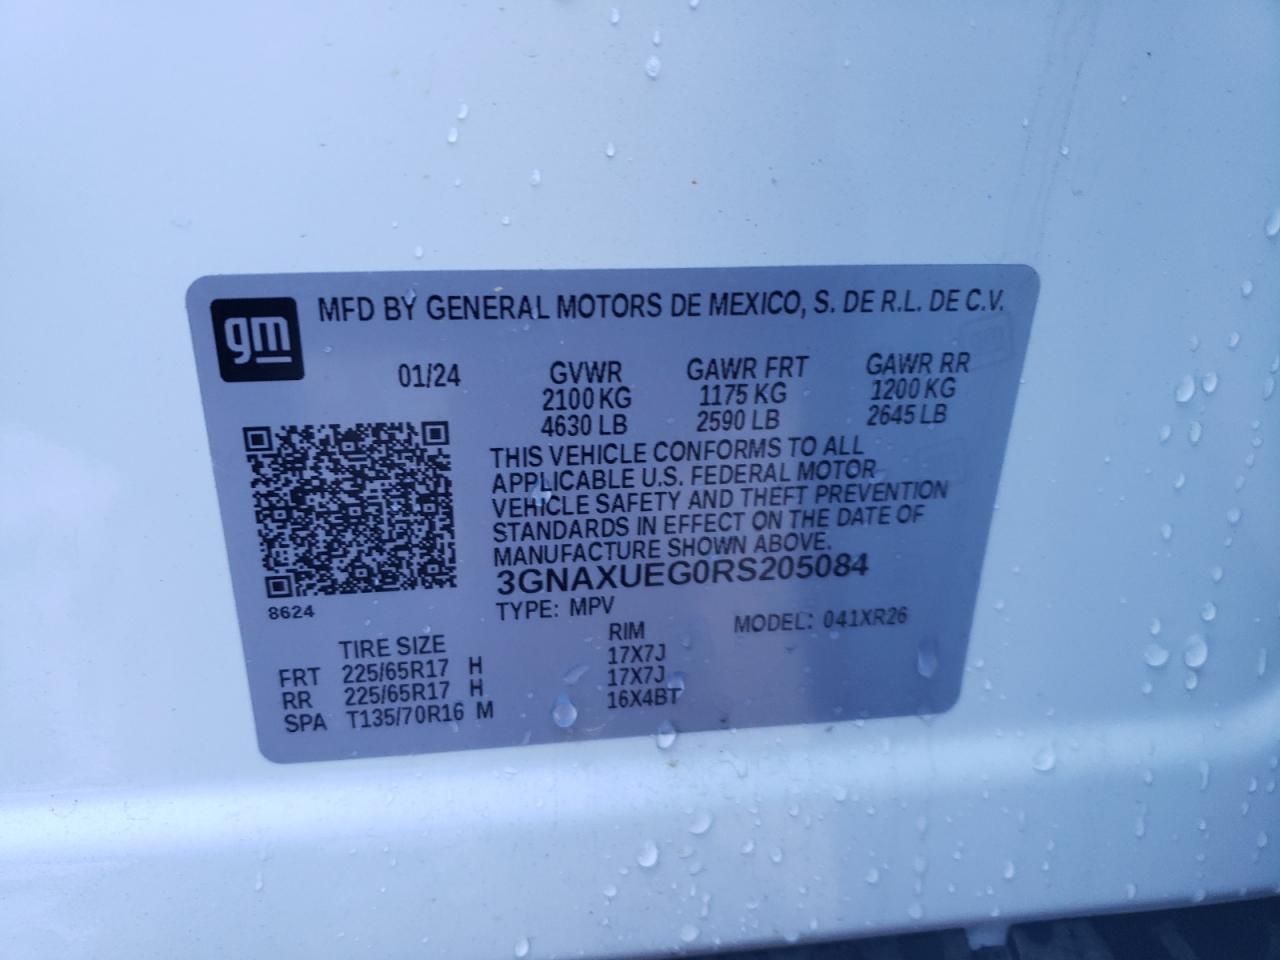 gm
MFD BY GENERAL MOTORS DE MEXICO, S. DE R.L. DE C.V.
01/24 GVWR GAWR FRT GAWR RR
2100 KG 1175 KG 1200 KG
4630 LB 2590 LB 2645 LB
THIS VEHICLE CONFORMS TO ALL
APPLICABLE U.S. FEDERAL MOTOR
VEHICLE SAFETY AND THEFT PREVENTION
STANDARDS IN EFFECT ON THE DATE OF
MANUFACTURE SHOWN ABOVE.
3GNAXUEG0RS205084
8624
TYPE: MPV MODEL: 041XR26
TIRE SIZE RIM
FRT 225/65R17 H 17X7J
RR 225/65R17 H 17X7J
SPA T135/70R16 M 16X4BT